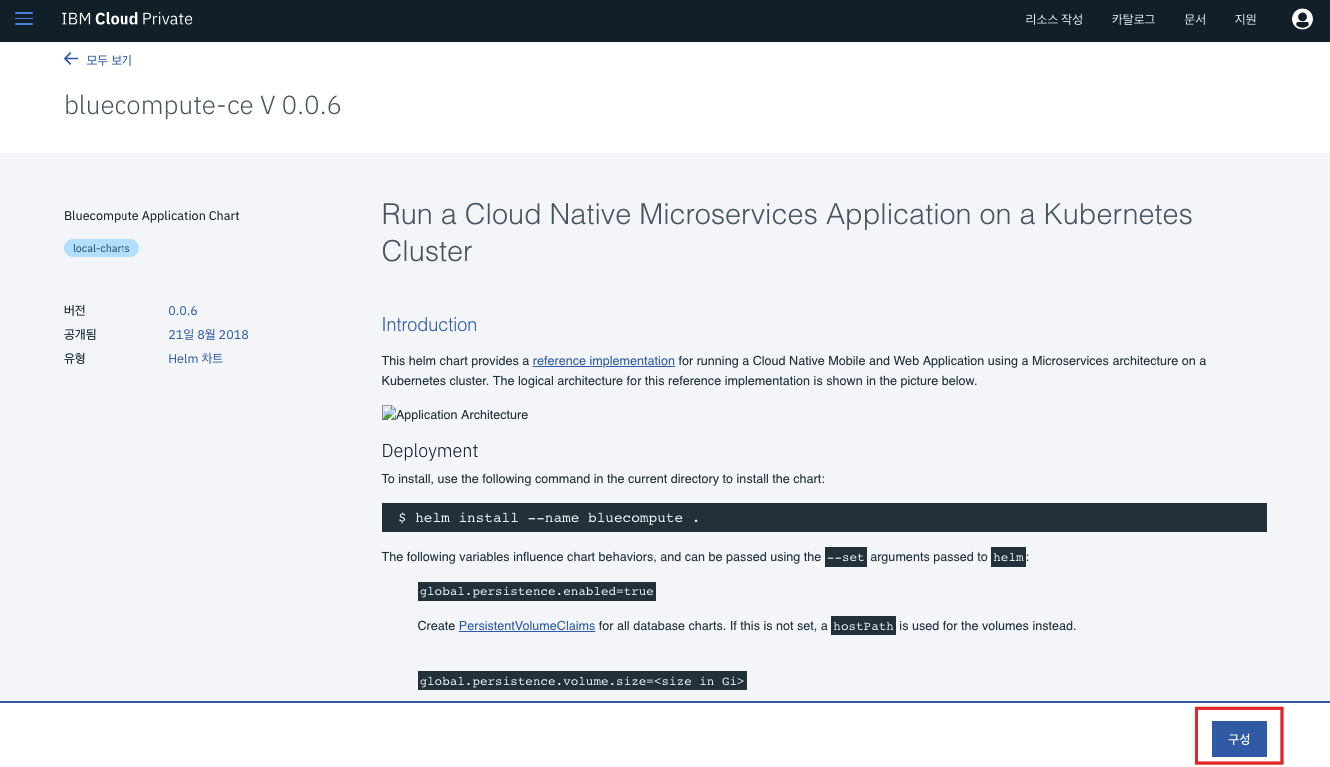 IBM Cloud Private
리소스 작성
카탈로그
문서
지원
모두 보기
bluecompute-ce V 0.0.6
Bluecompute Application Chart
local-charts
버전 0.0.6
공개됨 21일 8월 2018
유형 Helm 차트
Run a Cloud Native Microservices Application on a Kubernetes
Cluster
Introduction
This helm chart provides a reference implementation for running a Cloud Native Mobile and Web Application using a Microservices architecture on a
Kubernetes cluster. The logical architecture for this reference implementation is shown in the picture below.
Application Architecture
Deployment
To install, use the following command in the current directory to install the chart:
$ helm install --name bluecompute .
The following variables influence chart behaviors, and can be passed using the --set arguments passed to helm:
global.persistence.enabled=true
Create PersistentVolumeClaims for all database charts. If this is not set, a hostPath is used for the volumes instead.
global.persistence.volume.size=<size in Gi>
구성